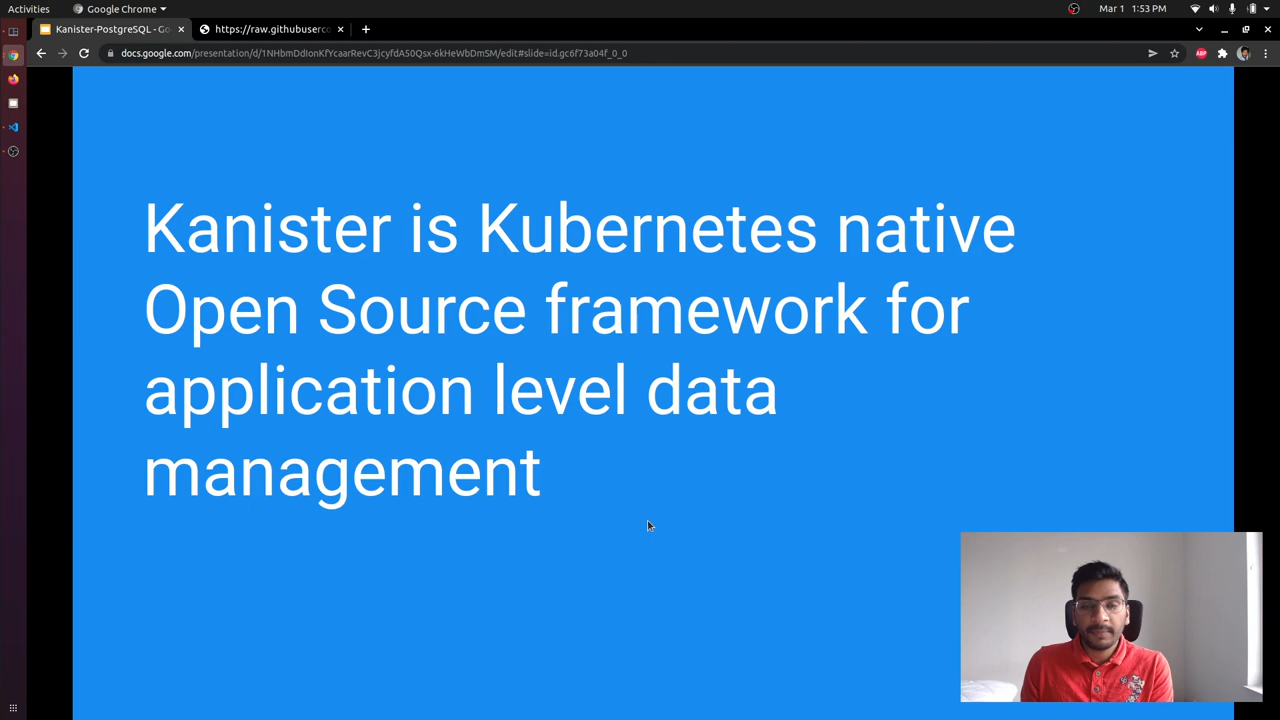 Activities
Google Chrome
Mar 1 1:53 PM
Kanister-PostgreSQL - Go
https://raw.githubuserco
docs.google.com/presentation/d/1NHbmDdIonKfYcaarRevC3jcyfdA50Qsx-6kHeWbDmSM/edit#slide=id.gc6f73a04f_0_0
ABP
Kanister is Kubernetes native
Open Source framework for
application level data
management